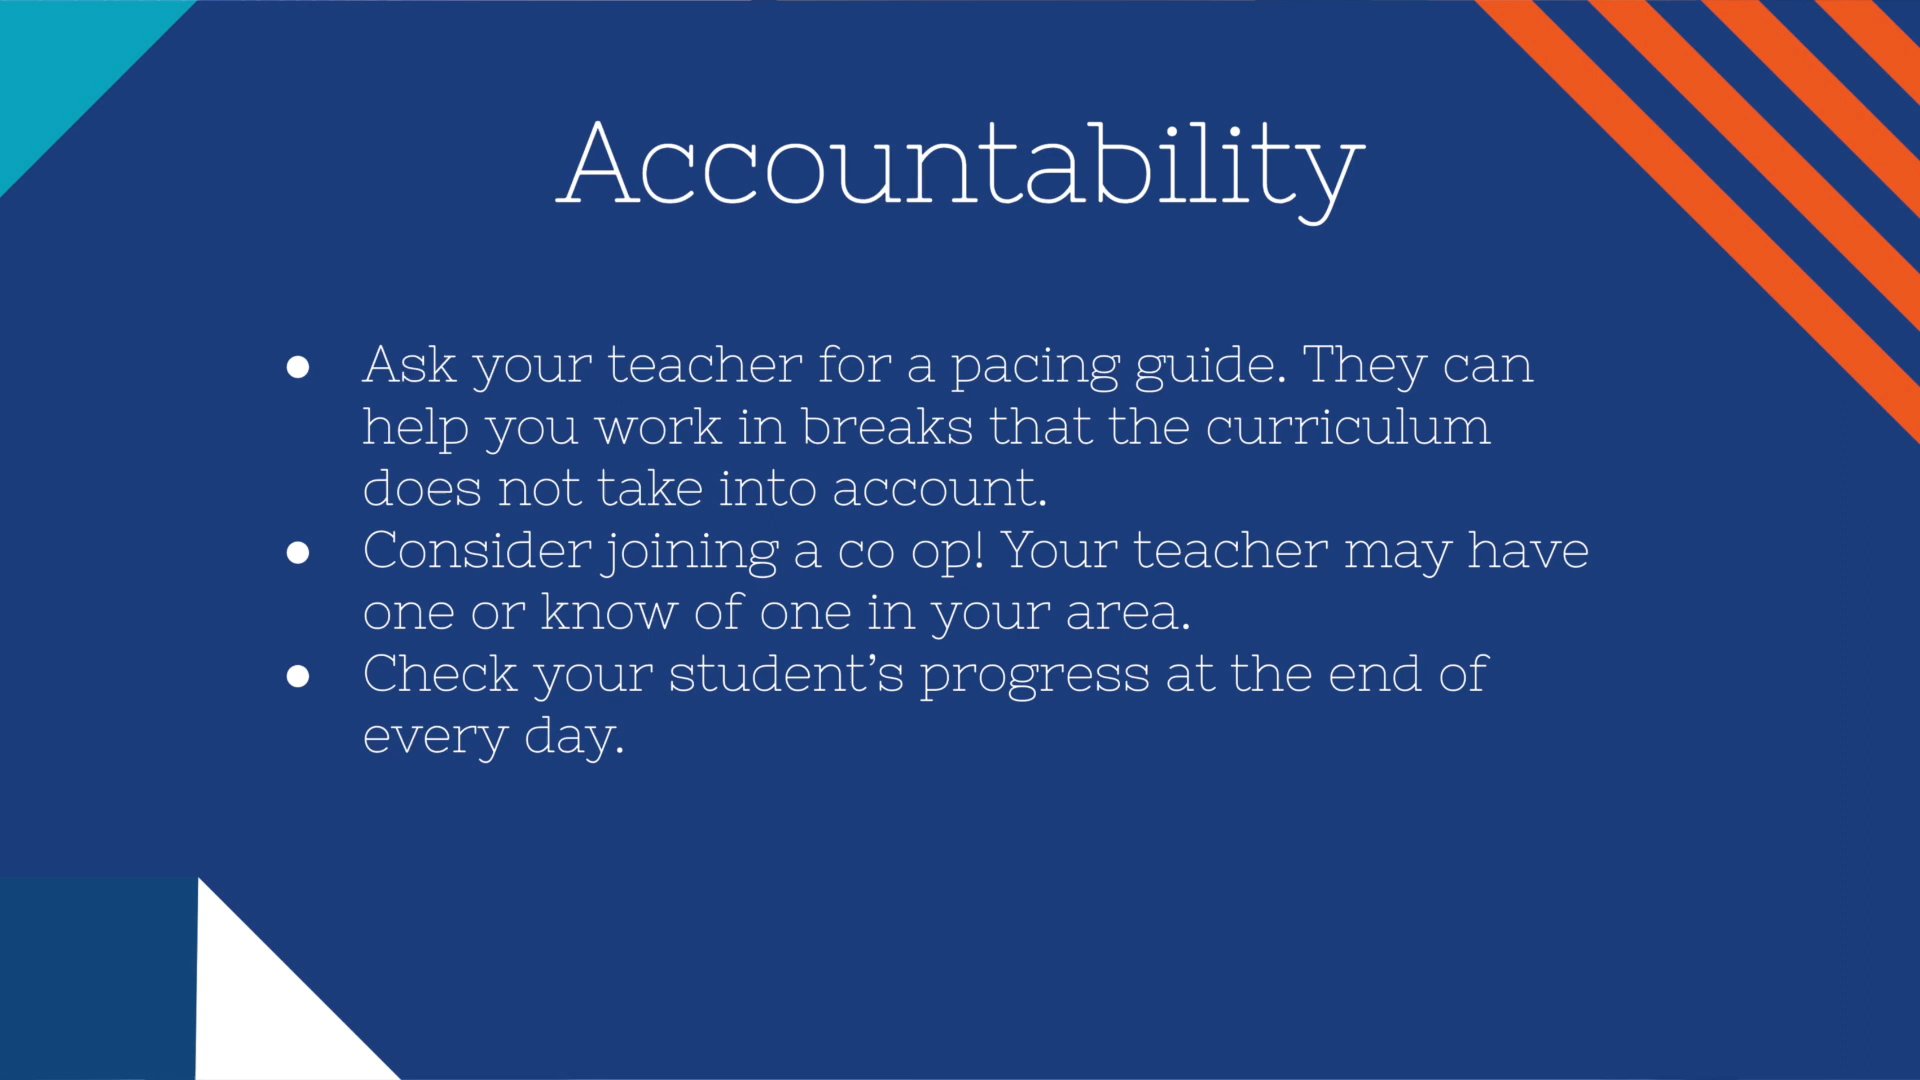 Accountability
● Ask your teacher for a pacing guide. They can
help you work in breaks that the curriculum
does not take into account.
● Consider joining a co op! Your teacher may have
one or know of one in your area.
● Check your student’s progress at the end of
every day.